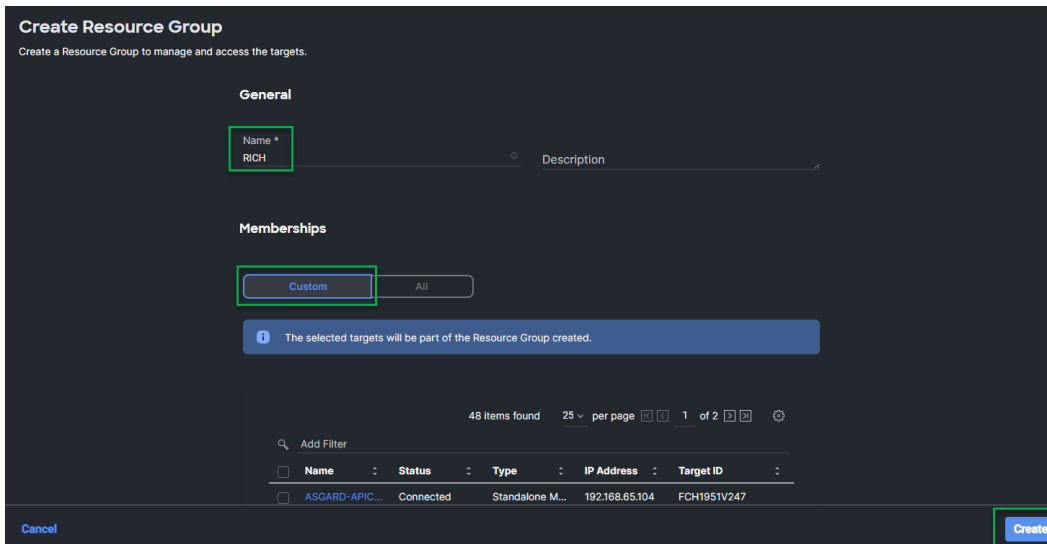 Create Resource Group
Create a Resource Group to manage and access the targets.
General
Name *
RICH
Description
Memberships
Custom All
The selected targets will be part of the Resource Group created.
48 items found 25 per page 1 of 2
Add Filter
Name Status Type IP Address Target ID
ASGARD-APIC... Connected Standalone M... 192.168.65.104 FCH1951V247
Cancel Create